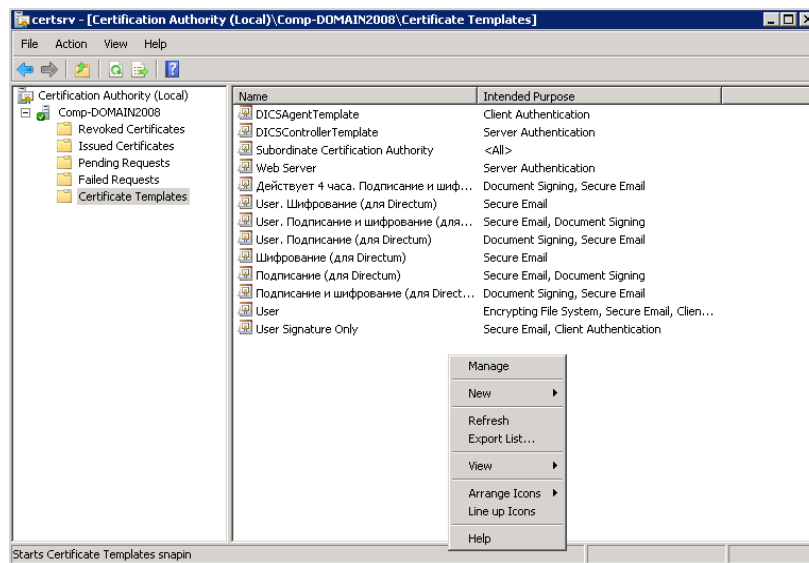 certsrv - [Certification Authority (Local)\Comp-DOMAIN2008\Certificate Templates]
File Action View Help
Certification Authority (Local)
Comp-DOMAIN2008
Revoked Certificates
Issued Certificates
Pending Requests
Failed Requests
Certificate Templates
Name Intended Purpose
DICSAgentTemplate Client Authentication
DICSControllerTemplate Server Authentication
Subordinate Certification Authority <All>
Web Server Server Authentication
Действует 4 часа. Подписание и шиф... Document Signing, Secure Email
User. Шифрование (для Directum) Secure Email
User. Подписание и шифрование (для... Secure Email, Document Signing
User. Подписание (для Directum) Document Signing, Secure Email
Шифрование (для Directum) Secure Email
Подписание (для Directum) Secure Email, Document Signing
Подписание и шифрование (для Direct... Document Signing, Secure Email
User Encrypting File System, Secure Email, Clien...
User Signature Only Secure Email, Client Authentication
Manage
New
Refresh
Export List...
View
Arrange Icons
Line up Icons
Help
Starts Certificate Templates snapin